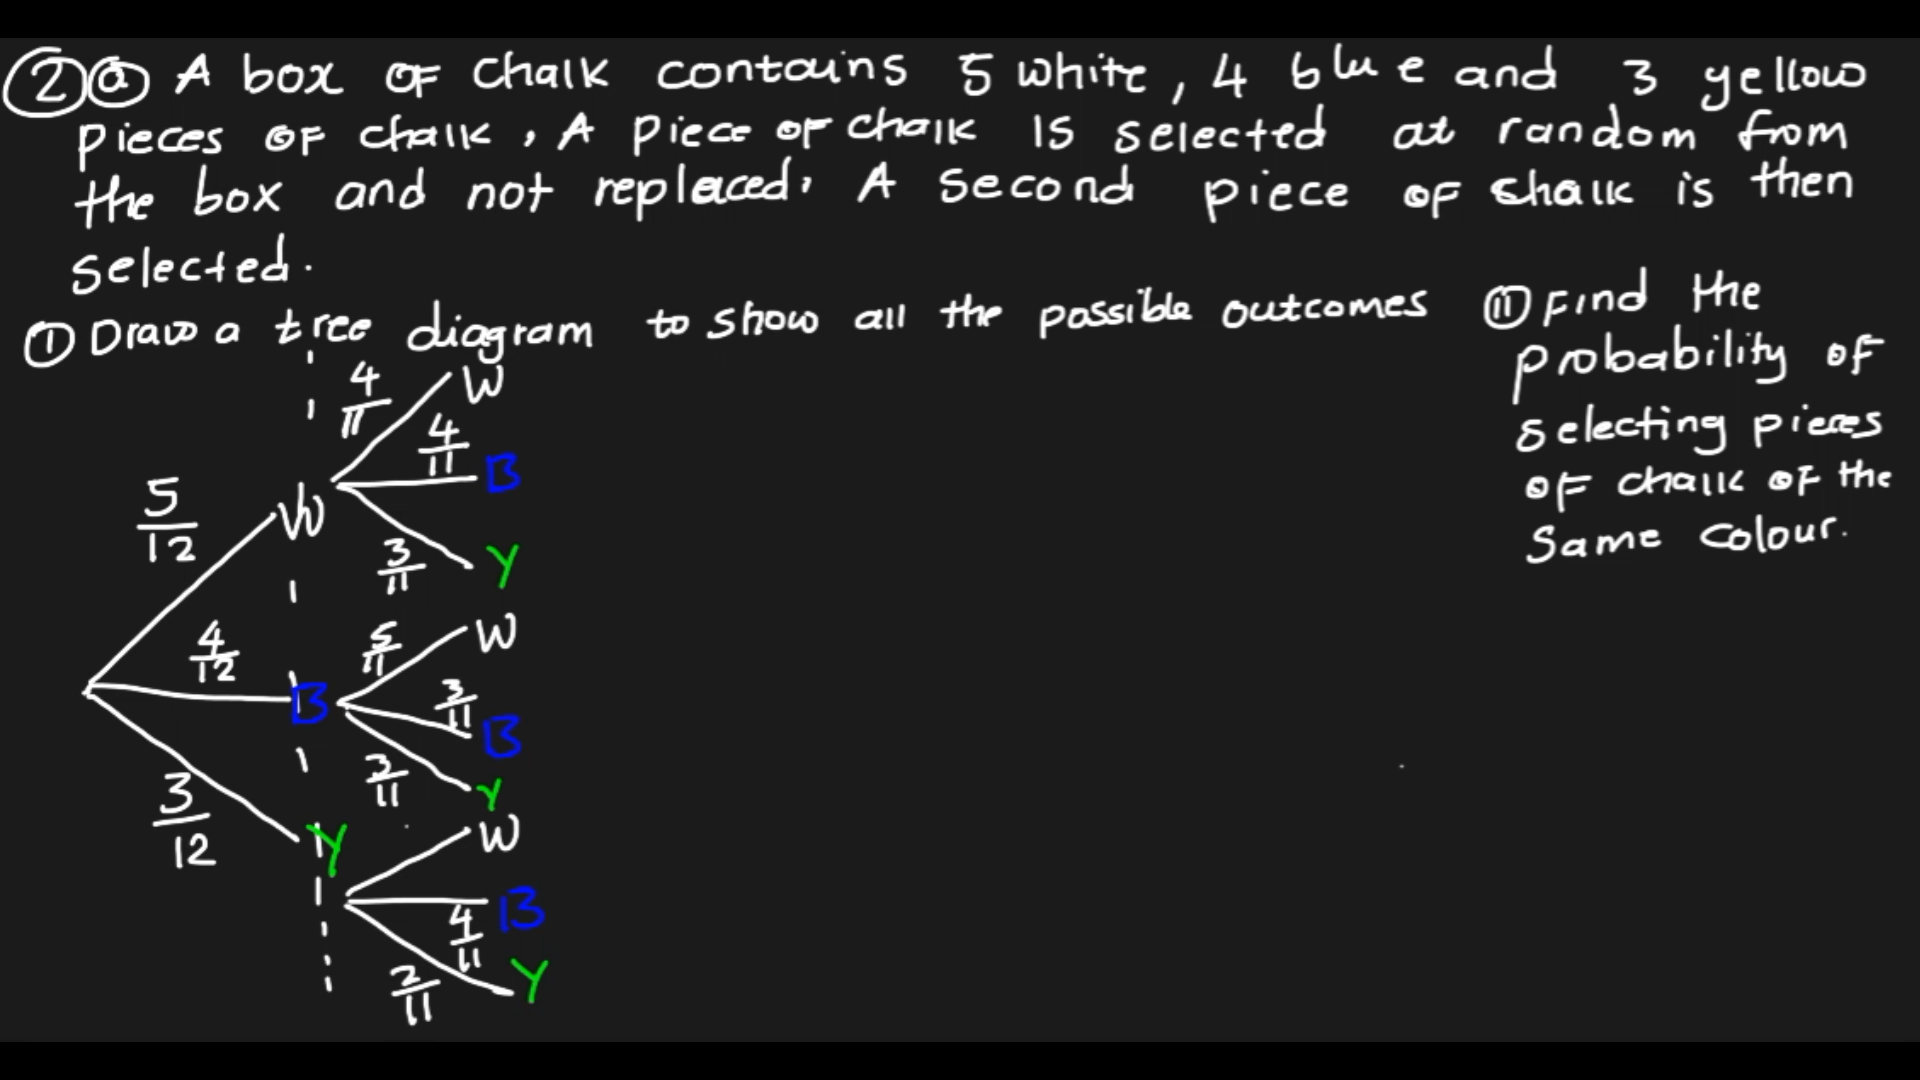 ② ⓐ A box of chalk contains 5 white, 4 blue and 3 yellow
pieces of chalk, A piece of chalk is selected at random from
the box and not replaced, A second piece of chalk is then
selected.
ⓘ Draw a tree diagram to show all the possible outcomes
ⓘⓘ Find the
probability of
selecting pieces
of chalk of the
same colour.
4/11 W
4/11 B
5/12 W
3/11 Y
5/11 W
4/12 B
3/11 B
3/11 Y
3/12 Y
W
4/11 B
2/11 Y